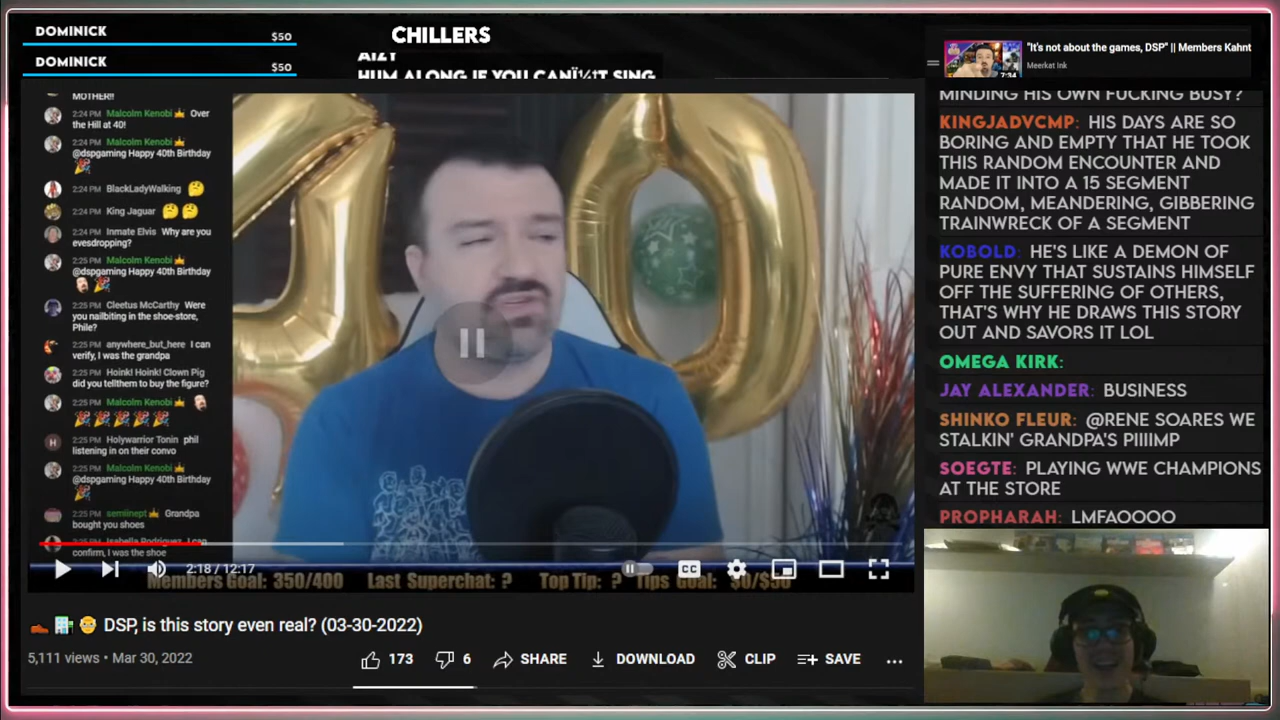 DOMINICK
$50
DOMINICK
$50
CHILLERS
HUM ALONG IF YOU CANÏ¼T SING
"It's not about the games, DSP" || Members Kahnt
Meerkat Ink
7:34
MOTHER!!
2:24 PM Malcolm Kenobi Over
the Hill at 40!
2:24 PM Malcolm Kenobi
@dspgaming Happy 40th Birthday
2:24 PM BlackLadyWalking
2:24 PM King Jaguar
2:24 PM Inmate Elvis Why are you
evesdropping?
2:25 PM Malcolm Kenobi
@dspgaming Happy 40th Birthday
2:25 PM Cleetus McCarthy Were
you nailbiting in the shoe-store,
Phile?
2:25 PM anywhere_but_here I can
verify, I was the grandpa
2:25 PM Hoink! Hoink! Clown Pig
did you tellthem to buy the figure?
2:25 PM Malcolm Kenobi
H 2:25 PM Holywarrior Tonin phil
listening in on their convo
2:25 PM Malcolm Kenobi
@dspgaming Happy 40th Birthday
2:25 PM semiinept Grandpa
bought you shoes
2:25 PM Isabella Rodriguez I can
confirm, I was the shoe
2:18 / 12:17
CC
Members Goal: 350/400 Last Superchat: ? Top Tip: ? Tips Goal: $0/$50
DSP, is this story even real? (03-30-2022)
5,111 views • Mar 30, 2022
173
6
SHARE
DOWNLOAD
CLIP
SAVE
MINDING HIS OWN FUCKING BUSY?
KINGJADVCMP: HIS DAYS ARE SO
BORING AND EMPTY THAT HE TOOK
THIS RANDOM ENCOUNTER AND
MADE IT INTO A 15 SEGMENT
RANDOM, MEANDERING, GIBBERING
TRAINWRECK OF A SEGMENT
KOBOLD: HE'S LIKE A DEMON OF
PURE ENVY THAT SUSTAINS HIMSELF
OFF THE SUFFERING OF OTHERS,
THAT'S WHY HE DRAWS THIS STORY
OUT AND SAVORS IT LOL
OMEGA KIRK:
JAY ALEXANDER: BUSINESS
SHINKO FLEUR: @RENE SOARES WE
STALKIN' GRANDPA'S PIIIIMP
SOEGTE: PLAYING WWE CHAMPIONS
AT THE STORE
PROPHARAH: LMFAOOOO